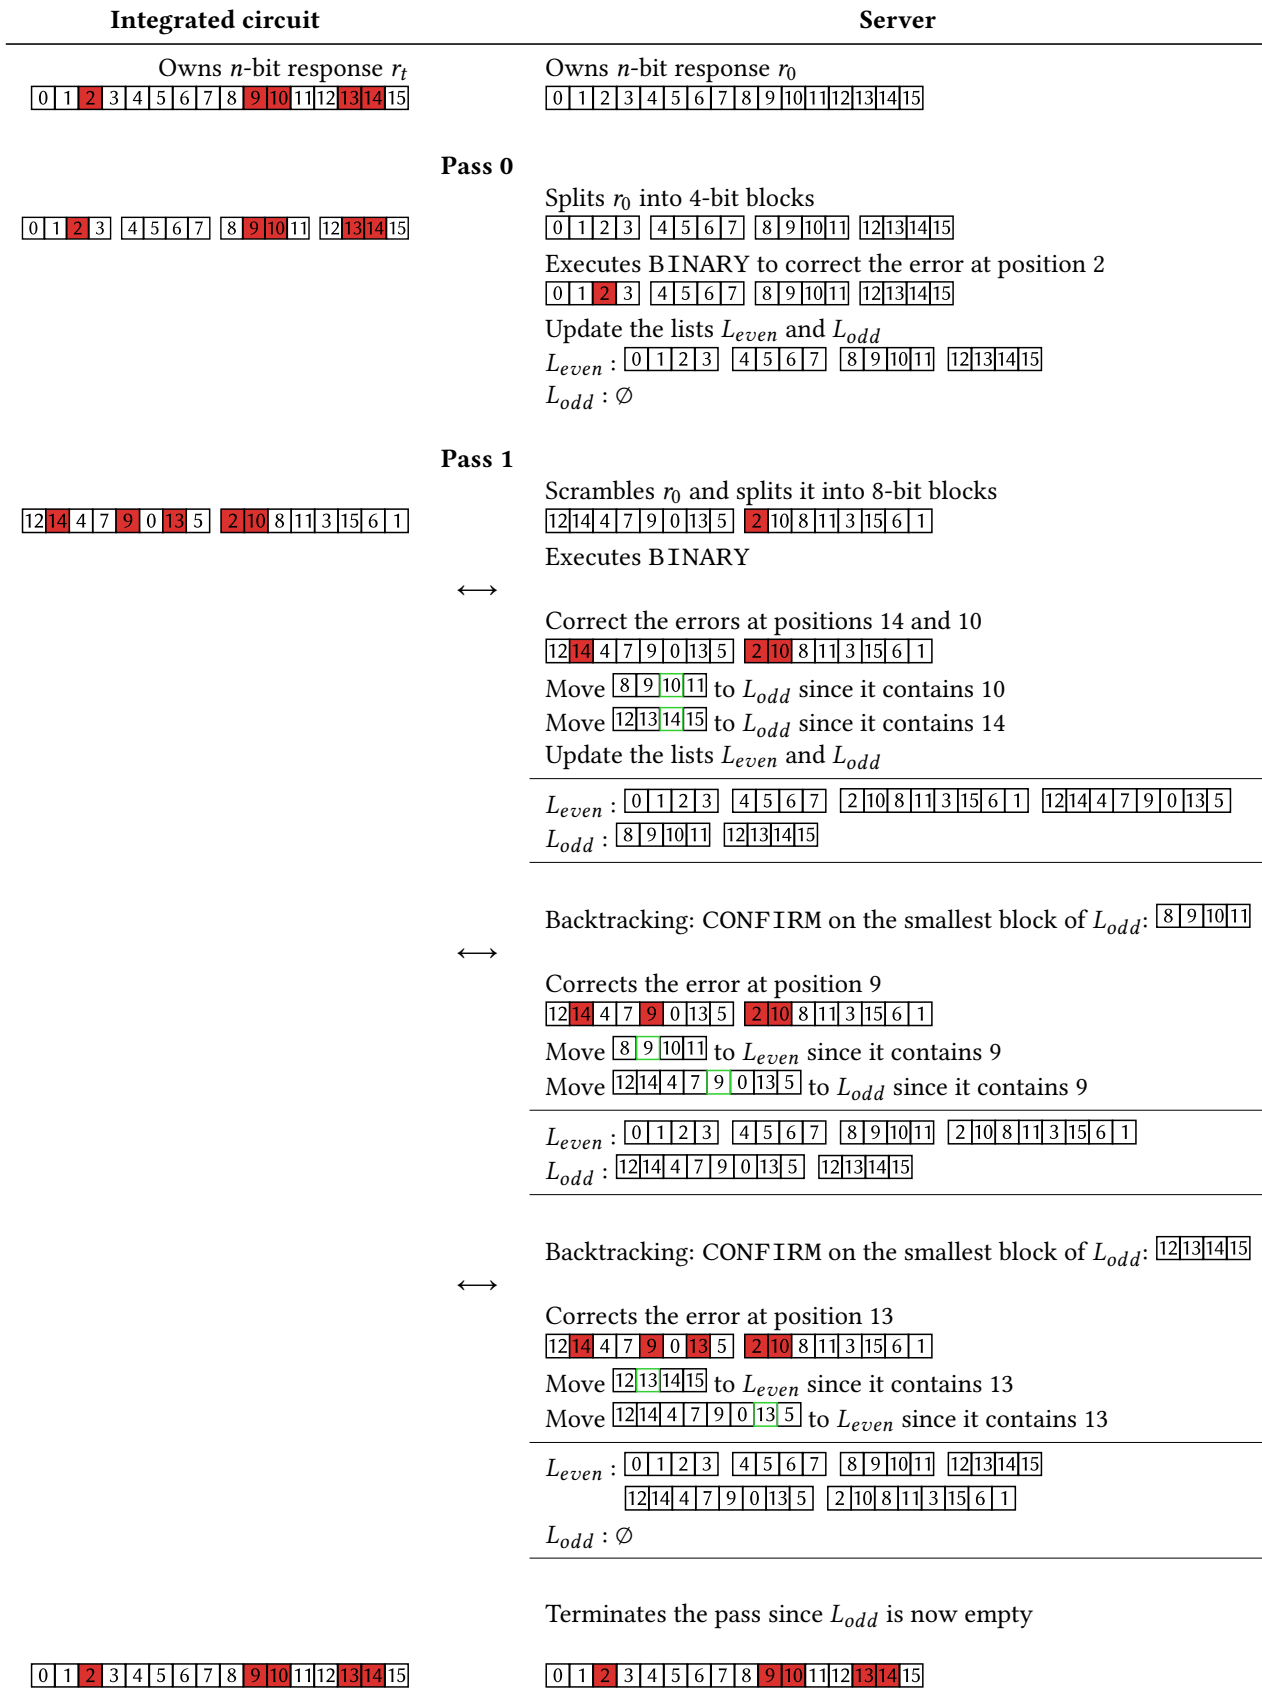 Integrated circuit Server
Owns n-bit response r_t Owns n-bit response r_0
0 1 2 3 4 5 6 7 8 9 10 11 12 13 14 15 0 1 2 3 4 5 6 7 8 9 10 11 12 13 14 15
Pass 0
Splits r_0 into 4-bit blocks
0 1 2 3 4 5 6 7 8 9 10 11 12 13 14 15 0 1 2 3 4 5 6 7 8 9 10 11 12 13 14 15
Executes BINARY to correct the error at position 2
0 1 2 3 4 5 6 7 8 9 10 11 12 13 14 15
Update the lists L_even and L_odd
L_even : 0 1 2 3 4 5 6 7 8 9 10 11 12 13 14 15
L_odd : ∅
Pass 1
Scrambles r_0 and splits it into 8-bit blocks
12 14 4 7 9 0 13 5 2 10 8 11 3 15 6 1 12 14 4 7 9 0 13 5 2 10 8 11 3 15 6 1
Executes BINARY
⟷
Correct the errors at positions 14 and 10
12 14 4 7 9 0 13 5 2 10 8 11 3 15 6 1
Move 8 9 10 11 to L_odd since it contains 10
Move 12 13 14 15 to L_odd since it contains 14
Update the lists L_even and L_odd
L_even : 0 1 2 3 4 5 6 7 2 10 8 11 3 15 6 1 12 14 4 7 9 0 13 5
L_odd : 8 9 10 11 12 13 14 15
Backtracking: CONFIRM on the smallest block of L_odd: 8 9 10 11
⟷
Corrects the error at position 9
12 14 4 7 9 0 13 5 2 10 8 11 3 15 6 1
Move 8 9 10 11 to L_even since it contains 9
Move 12 14 4 7 9 0 13 5 to L_odd since it contains 9
L_even : 0 1 2 3 4 5 6 7 8 9 10 11 2 10 8 11 3 15 6 1
L_odd : 12 14 4 7 9 0 13 5 12 13 14 15
Backtracking: CONFIRM on the smallest block of L_odd: 12 13 14 15
⟷
Corrects the error at position 13
12 14 4 7 9 0 13 5 2 10 8 11 3 15 6 1
Move 12 13 14 15 to L_even since it contains 13
Move 12 14 4 7 9 0 13 5 to L_even since it contains 13
L_even : 0 1 2 3 4 5 6 7 8 9 10 11 12 13 14 15
12 14 4 7 9 0 13 5 2 10 8 11 3 15 6 1
L_odd : ∅
Terminates the pass since L_odd is now empty
0 1 2 3 4 5 6 7 8 9 10 11 12 13 14 15 0 1 2 3 4 5 6 7 8 9 10 11 12 13 14 15